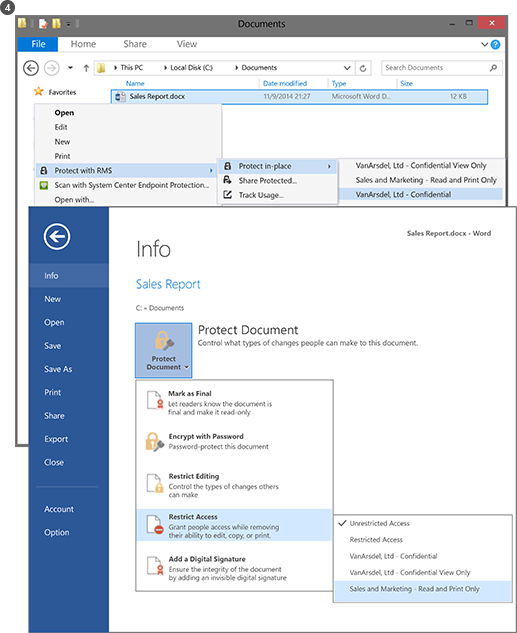 4
Documents
File Home Share View
This PC Local Disk (C:) Documents Search Documents
Name Date modified Type Size
Favorites
Sales Report.docx 11/9/2014 21:27 Microsoft Word D... 12 KB
Open
Edit
New
Print
Protect with RMS
Scan with System Center Endpoint Protection...
Open with...
Protect in-place
Share Protected...
Track Usage...
VanArsdel, Ltd - Confidential View Only
Sales and Marketing - Read and Print Only
VanArsdel, Ltd - Confidential
Sales Report.docx - Word
Info
New
Open
Save
Save As
Print
Share
Export
Close
Account
Option
Info
Sales Report
C: » Documents
Protect
Document
Protect Document
Control what types of changes people can make to this document.
Mark as Final
Let readers know the document is
final and make it read-only
Encrypt with Password
Password-protect this document
Restrict Editing
Control the types of changes others
can make
Restrict Access
Grant people access while removing
their ability to edit, copy, or print.
Add a Digital Signature
Ensure the integrity of the document
by adding an invisible digital signature
Unrestricted Access
Restricted Access
VanArsdel, Ltd - Confidential
VanArsdel, Ltd - Confidential View Only
Sales and Marketing - Read and Print Only